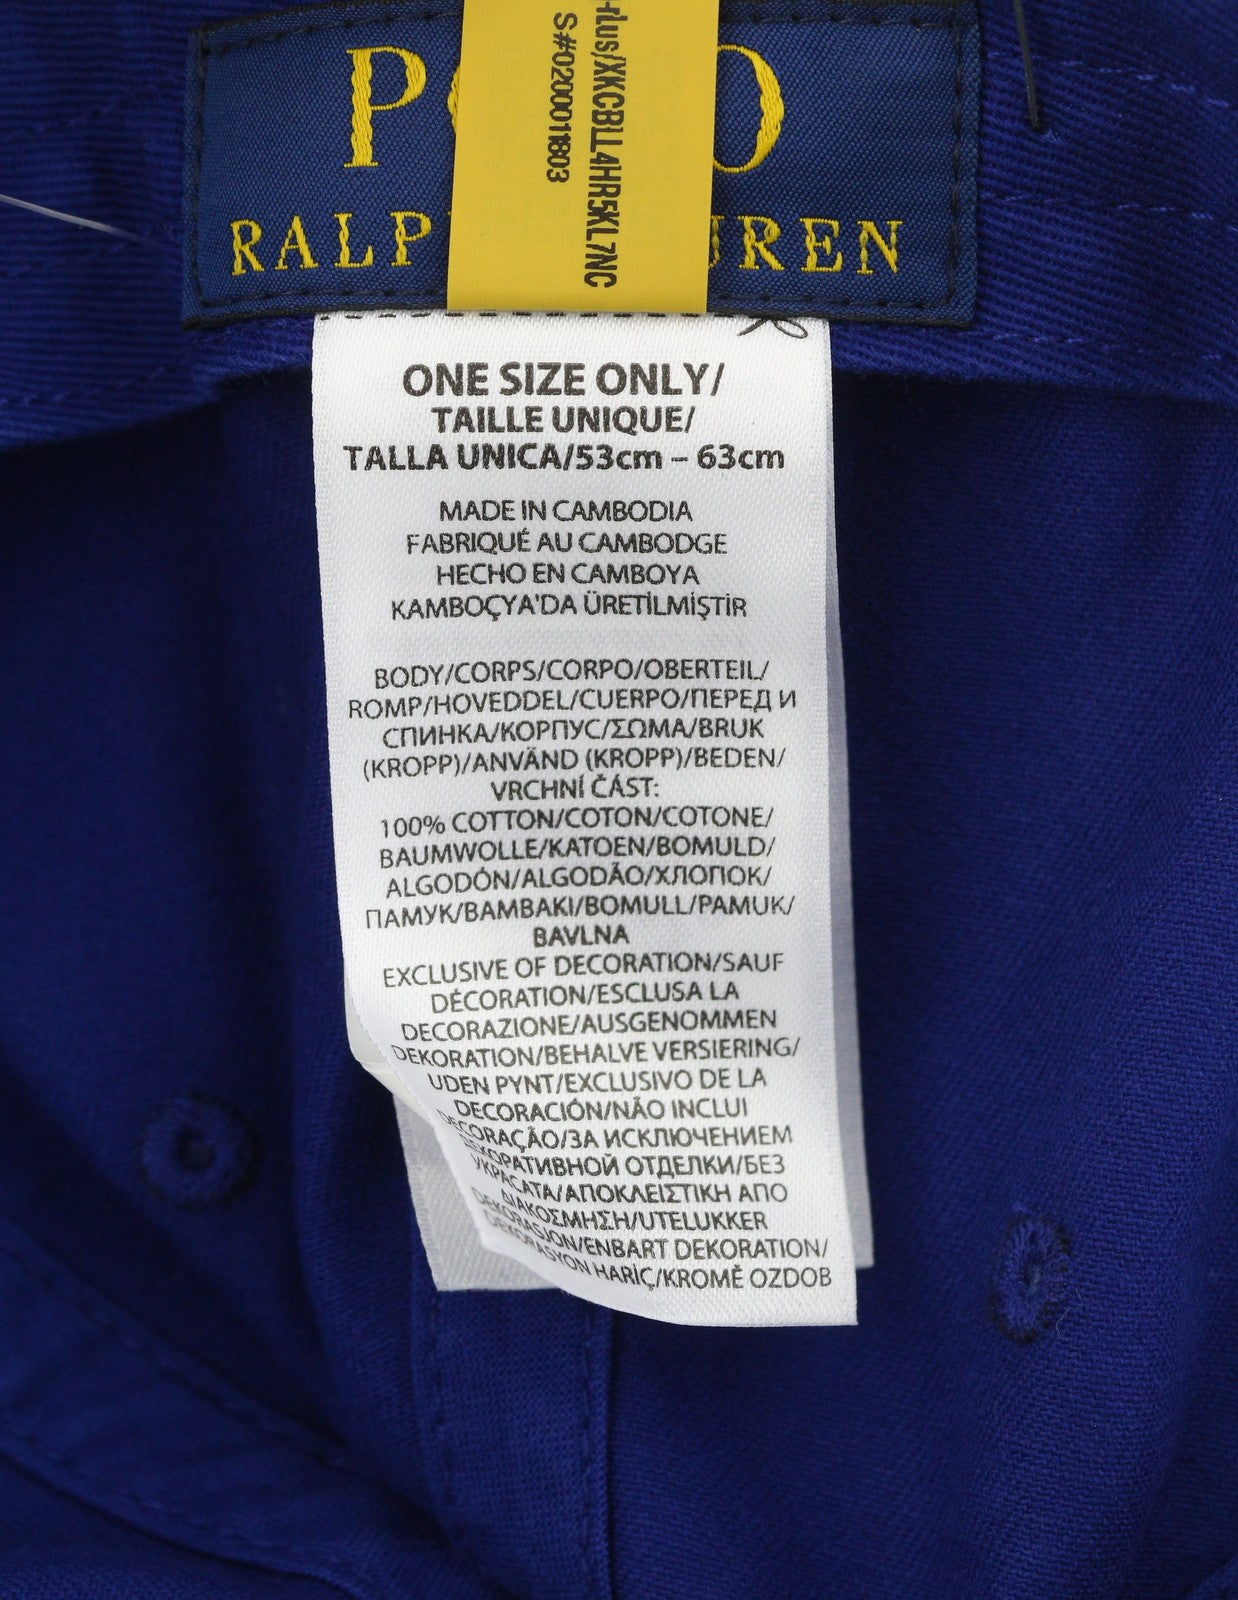 RALP UREN
S#020001803
ONE SIZE ONLY/
TAILLE UNIQUE/
TALLA UNICA/53cm – 63cm
MADE IN CAMBODIA
FABRIQUÉ AU CAMBODGE
HECHO EN CAMBOYA
KAMBOÇYA'DA ÜRETİLMİŞTİR
BODY/CORPS/CORPO/OBERTEIL/
ROMP/HOVEDDEL/CUERPO/ПЕРЕД И
СПИНКА/КОРПУС/ΣΩΜΑ/BRUK
(KROPP)/ANVÄND (KROPP)/BEDEN/
VRCHNÍ ČÁST:
100% COTTON/COTON/COTONE/
BAUMWOLLE/KATOEN/BOMULD/
ALGODÓN/ALGODÃO/ХЛОПОК/
ПАМУК/ΒΑΜΒΑΚΙ/BOMULL/PAMUK/
BAVLNA
EXCLUSIVE OF DECORATION/SAUF
DÉCORATION/ESCLUSA LA
DECORAZIONE/AUSGENOMMEN
DEKORATION/BEHALVE VERSIERING/
UDEN PYNT/EXCLUSIVO DE LA
DECORACIÓN/NÃO INCLUI
DECORAÇÃO/ЗА ИСКЛЮЧЕНИЕМ
ДЕКОРАТИВНОЙ ОТДЕЛКИ/БЕЗ
УКРАСАТА/ΑΠΟΚΛΕΙΣΤΙΚΗ ΑΠΟ
ΔΙΑΚΟΣΜΗΣΗ/UTELUKKER
DEKORASJON/ENBART DEKORATION/
DEKORASYON HARİÇ/KROMĚ OZDOB